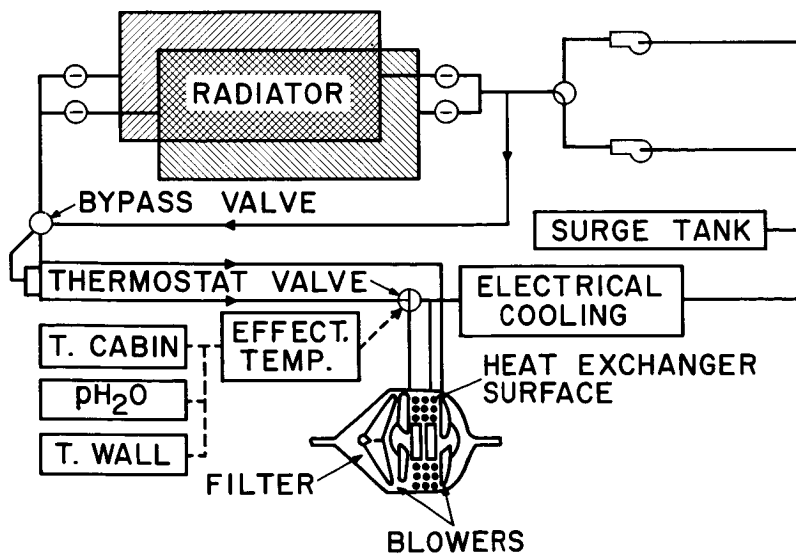 RADIATOR
BYPASS VALVE
SURGE TANK
THERMOSTAT VALVE
ELECTRICAL
COOLING
EFFECT.
TEMP.
T. CABIN
pH₂O
T. WALL
HEAT EXCHANGER
SURFACE
FILTER
BLOWERS